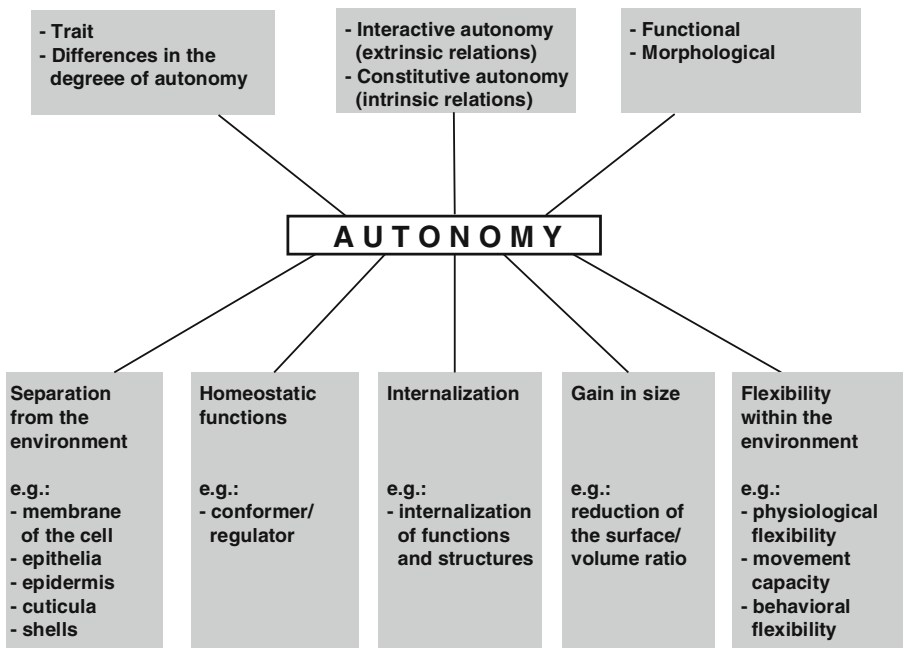 - Trait
- Differences in the
degreee of autonomy
- Interactive autonomy
(extrinsic relations)
- Constitutive autonomy
(intrinsic relations)
- Functional
- Morphological
AUTONOMY
Separation
from the
environment
e.g.:
- membrane
of the cell
- epithelia
- epidermis
- cuticula
- shells
Homeostatic
functions
e.g.:
- conformer/
regulator
Internalization
e.g.:
- internalization
of functions
and structures
Gain in size
e.g.:
reduction of
the surface/
volume ratio
Flexibility
within the
environment
e.g.:
- physiological
flexibility
- movement
capacity
- behavioral
flexibility